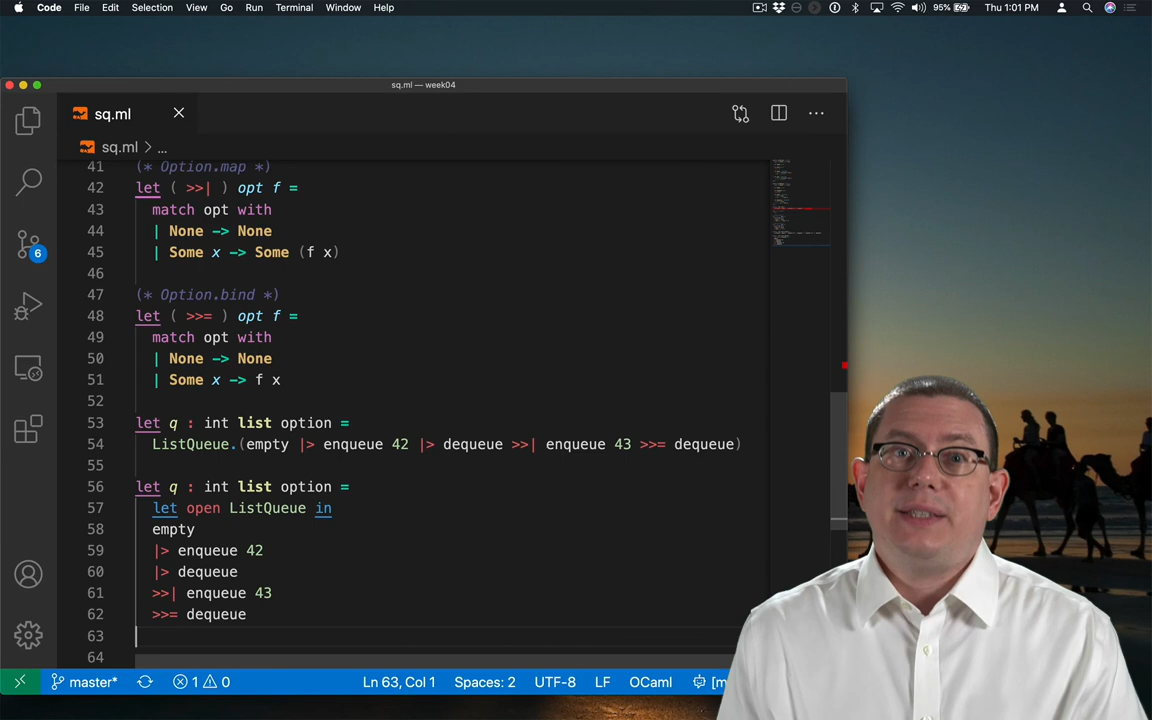 Code File Edit Selection View Go Run Terminal Window Help 95% Thu 1:01 PM
sq.ml — week04
sq.ml
sq.ml > ...
41 (* Option.map *)
42 let ( >>| ) opt f =
43 match opt with
44 | None -> None
45 | Some x -> Some (f x)
46
47 (* Option.bind *)
48 let ( >>= ) opt f =
49 match opt with
50 | None -> None
51 | Some x -> f x
52
53 let q : int list option =
54 ListQueue.(empty |> enqueue 42 |> dequeue >>| enqueue 43 >>= dequeue)
55
56 let q : int list option =
57 let open ListQueue in
58 empty
59 |> enqueue 42
60 |> dequeue
61 >>| enqueue 43
62 >>= dequeue
63
64
6
master* 1 0 Ln 63, Col 1 Spaces: 2 UTF-8 LF OCaml